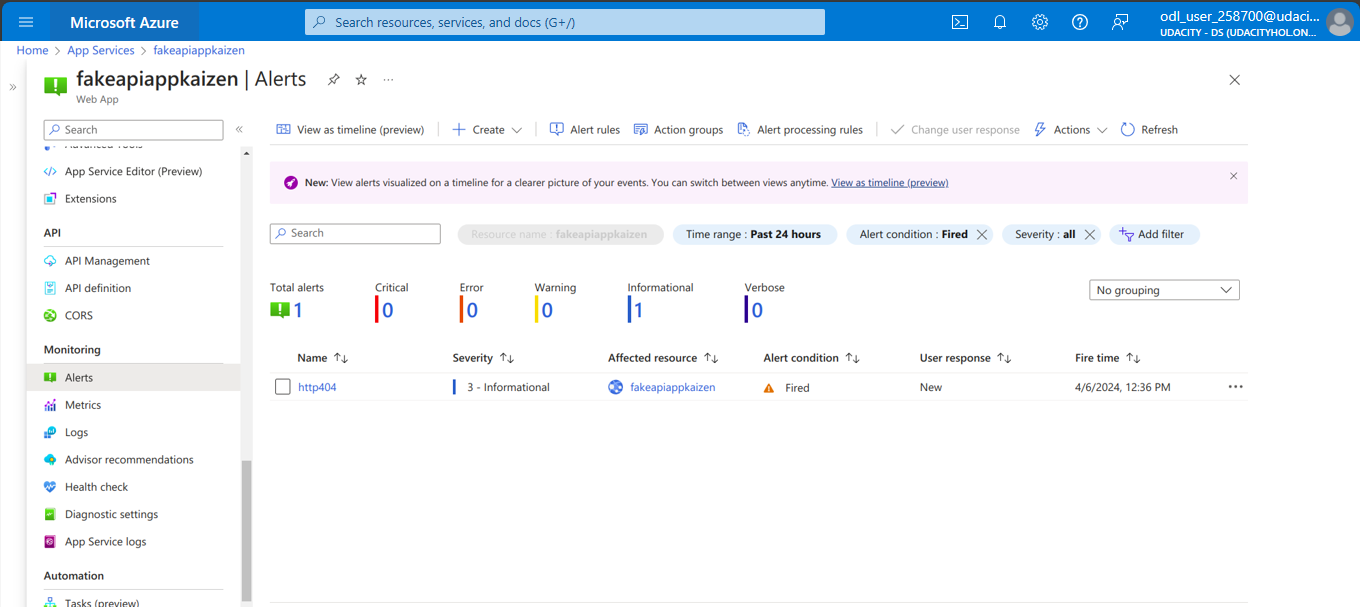 Microsoft Azure
Search resources, services, and docs (G+/)
odl_user_258700@udaci...
UDACITY - DS (UDACITYHOL.ON...
Home > App Services > fakeapiappkaizen
fakeapiappkaizen | Alerts
Web App
Search
Advanced Tools
App Service Editor (Preview)
Extensions
API
API Management
API definition
CORS
Monitoring
Alerts
Metrics
Logs
Advisor recommendations
Health check
Diagnostic settings
App Service logs
Automation
Tasks (preview)
View as timeline (preview)
Create
Alert rules
Action groups
Alert processing rules
Change user response
Actions
Refresh
New: View alerts visualized on a timeline for a clearer picture of your events. You can switch between views anytime. View as timeline (preview)
Search
Resource name : fakeapiappkaizen
Time range : Past 24 hours
Alert condition : Fired
Severity : all
Add filter
Total alerts
1
Critical
0
Error
0
Warning
0
Informational
1
Verbose
0
No grouping
Name
Severity
Affected resource
Alert condition
User response
Fire time
http404
3 - Informational
fakeapiappkaizen
Fired
New
4/6/2024, 12:36 PM